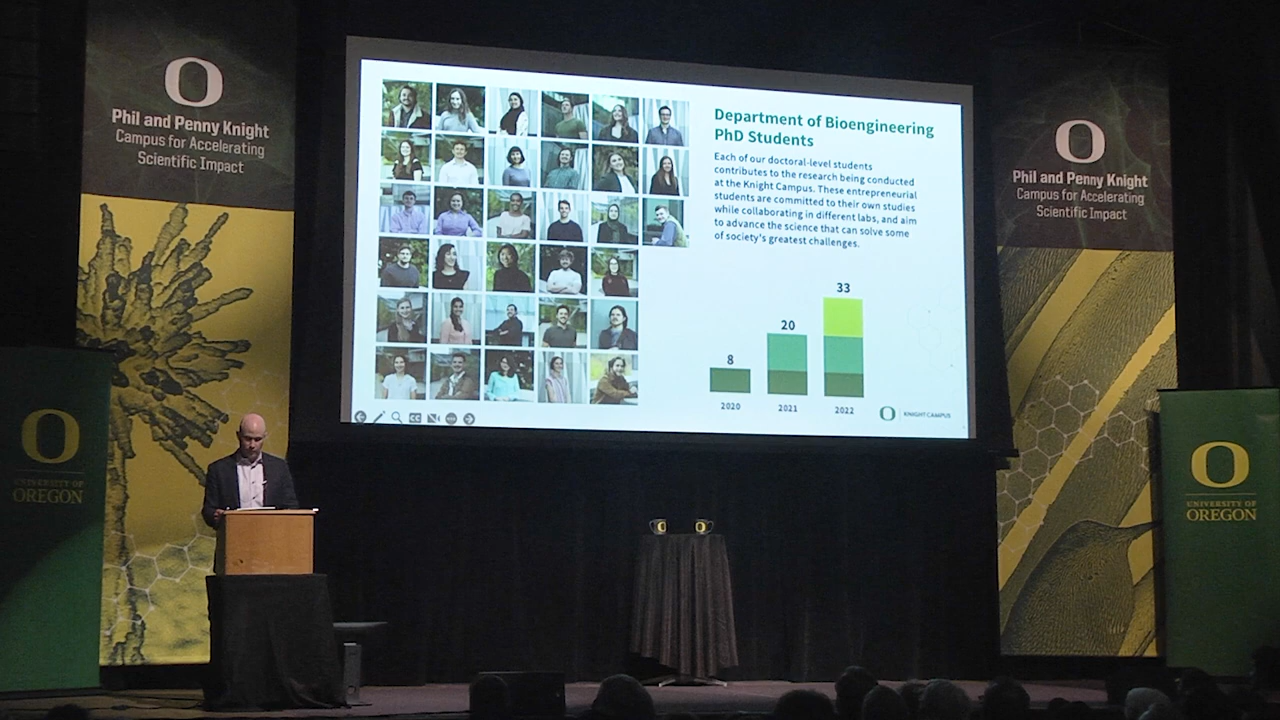 O
Phil and Penny Knight
Campus for Accelerating
Scientific Impact
Department of Bioengineering
PhD Students
Each of our doctoral-level students
contributes to the research being conducted
at the Knight Campus. These entrepreneurial
students are committed to their own studies
while collaborating in different labs, and aim
to advance the science that can solve some
of society's greatest challenges.
8
20
33
2020
2021
2022
O
KNIGHT CAMPUS
CC
O
Phil and Penny Knight
Campus for Accelerating
Scientific Impact
O
UNIVERSITY OF
OREGON
O
O
O
UNIVERSITY OF
OREGON